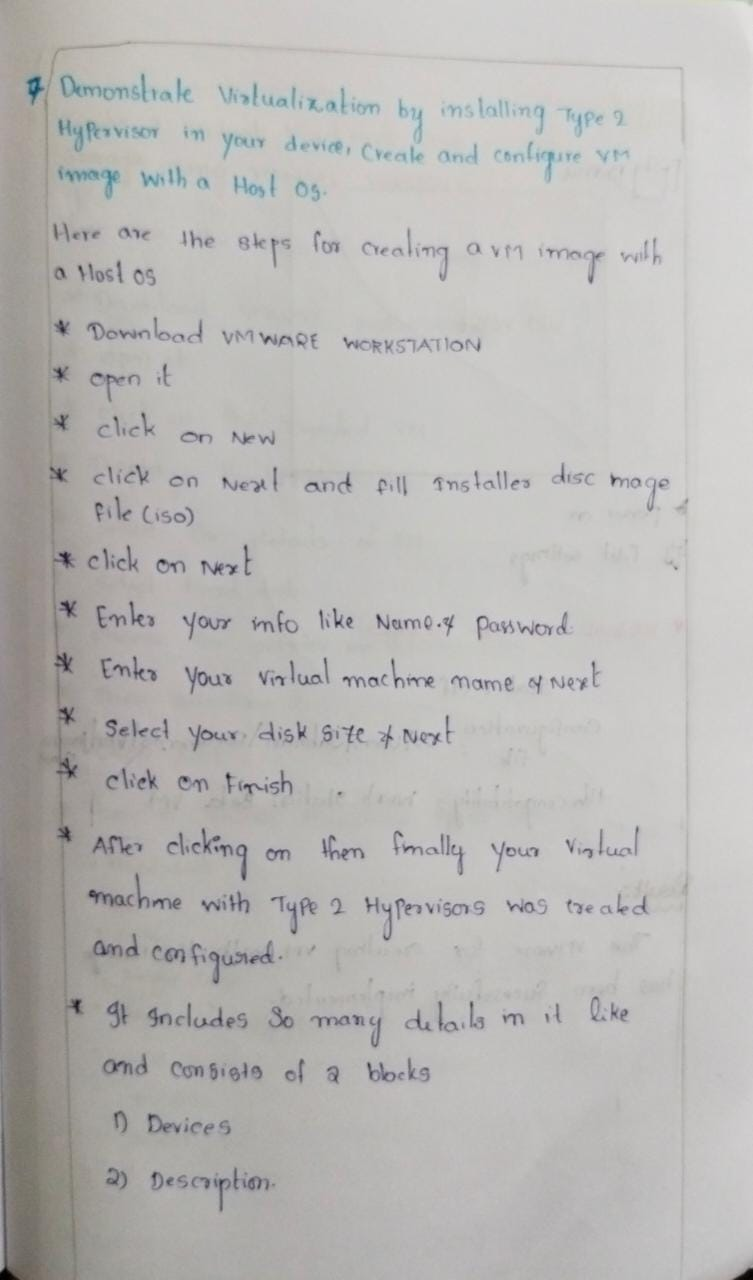 7 Demonstrate Virtualization by installing Type 2
Hypervisor in your device, Create and configure VM
image with a Host OS.
Here are the steps for creating a VM image with
a Host OS
* Download VMWARE WORKSTATION
* open it
* click on New
* click on Next and fill Installer disc mage
file (iso)
* click on Next
* Enter your info like Name & password
* Enter your virtual machine name & Next
* Select your disk size & Next
* click on Finish
* After clicking on then finally your Virtual
machine with Type 2 Hypervisors was created
and configured.
* It Includes So many details in it like
and consists of 2 blocks
1) Devices
2) Description.